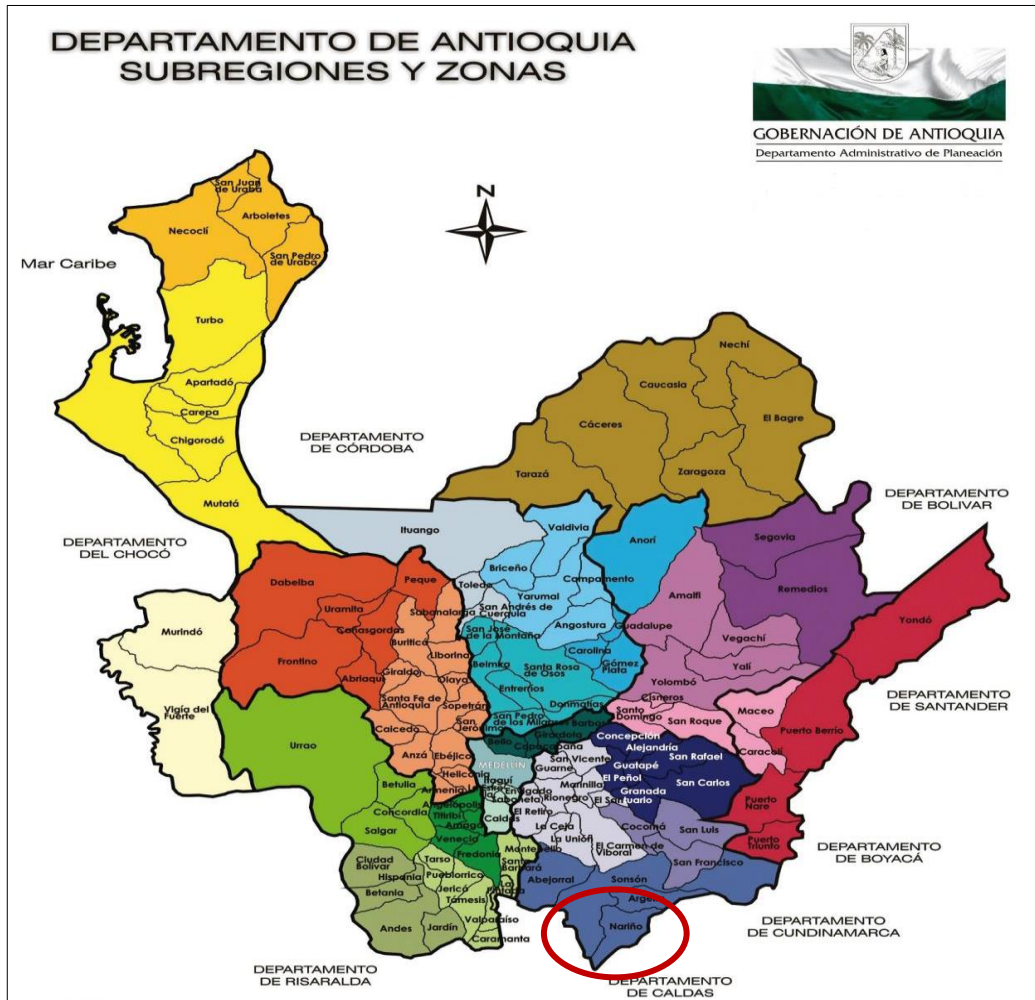 DEPARTAMENTO DE ANTIOQUIA
SUBREGIONES Y ZONAS
GOBERNACIÓN DE ANTIOQUIA
Departamento Administrativo de Planeación
N
Mar Caribe
San Juan
de Urabá
Arboletes
Necoclí
San Pedro
de Urabá
Turbo
Apartadó
Carepa
Chigorodó
Mutatá
DEPARTAMENTO
DE CÓRDOBA
Nechí
Caucasia
El Bagre
Cáceres
Zaragoza
Tarazá
DEPARTAMENTO
DE BOLIVAR
DEPARTAMENTO
DEL CHOCÓ
Ituango
Valdivia
Anorí
Segovia
Briceño
Toledo
Campamento
Yarumal
San Andrés de
Cuerquia
Angostura
Remedios
Amalfi
Guadalupe
Vegachí
Yalí
Yolombó
Cisneros
Yondó
Dabeiba
Peque
Uramita
Sabanalarga
Cañasgordas
Buriticá
Frontino
Abriaquí
Giraldo
Liborina
Olaya
Santa Fe de
Antioquia
Sopetrán
San
Jerónimo
Caicedo
Anzá
Ebéjico
Heliconia
Armenia
San José
de la Montaña
Belmira
Santa Rosa
de Osos
Entrerríos
Carolina
Gómez
Plata
Donmatías
San Pedro
de los Milagros
Murindó
Vigía del
Fuerte
Urrao
DEPARTAMENTO
DE SANTANDER
Santo
Domingo
San Roque
Maceo
Caracolí
Puerto Berrío
Barbosa
Girardota
Copacabana
Bello
MEDELLÍN
Itagüí
Envigado
Sabaneta
Caldas
Concepción
Alejandría
San Rafael
Guatapé
El Peñol
San Carlos
Granada
San Vicente
Guarne
Marinilla
Rionegro
El Retiro
La Ceja
La Unión
El Carmen de
Viboral
Cocorná
San Luis
San Francisco
Puerto
Nare
Puerto
Triunfo
DEPARTAMENTO
DE BOYACÁ
Betulia
Concordia
Salgar
Angelópolis
Titiribí
Amagá
Venecia
Fredonia
Ciudad
Bolívar
Hispania
Betania
Andes
Jardín
Tarso
Pueblorrico
Jericó
Támesis
Valparaíso
Caramanta
Montebello
Santa
Bárbara
La
Pintada
Abejorral
Sonsón
Nariño
DEPARTAMENTO
DE CUNDINAMARCA
DEPARTAMENTO
DE RISARALDA
DEPARTAMENTO
DE CALDAS